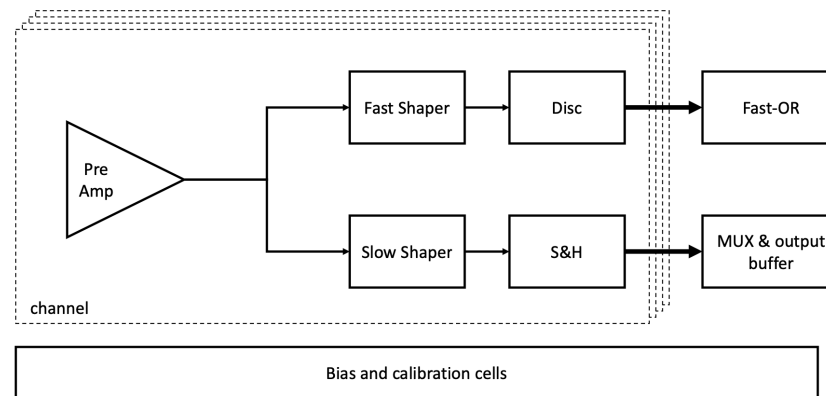 Pre
Amp
Fast Shaper
Disc
Fast-OR
Slow Shaper
S&H
MUX & output
buffer
channel
Bias and calibration cells